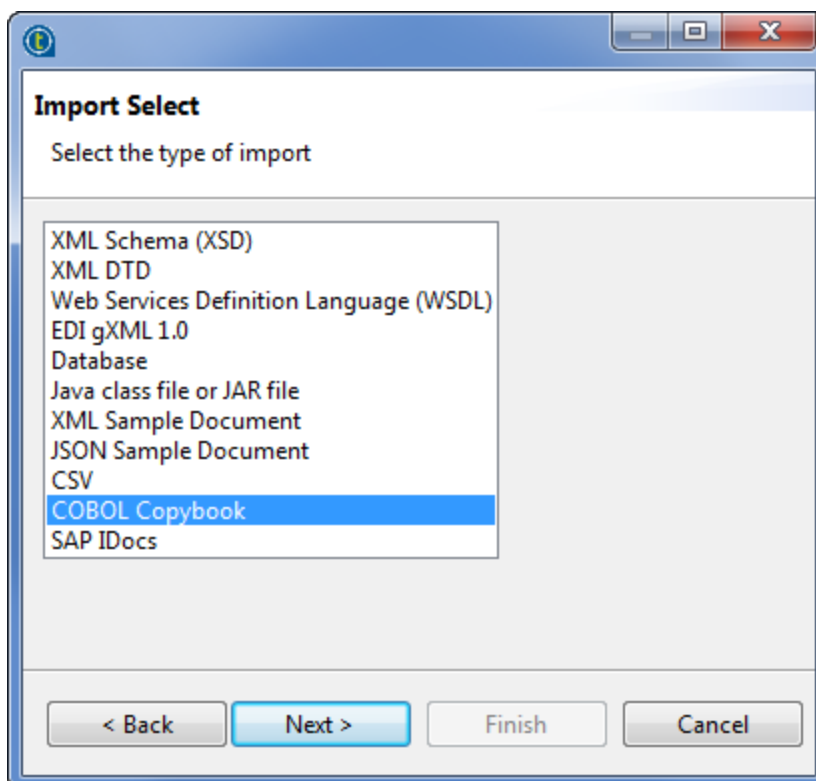 Import Select
Select the type of import
XML Schema (XSD)
XML DTD
Web Services Definition Language (WSDL)
EDI gXML 1.0
Database
Java class file or JAR file
XML Sample Document
JSON Sample Document
CSV
COBOL Copybook
SAP IDocs
< Back Next > Finish Cancel